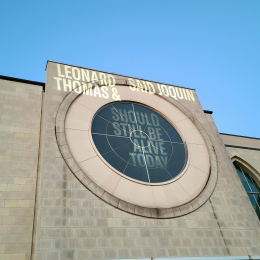 LEONARD SAID JOQUIN
THOMAS &
SHOULD
STILL BE
ALIVE
TODAY